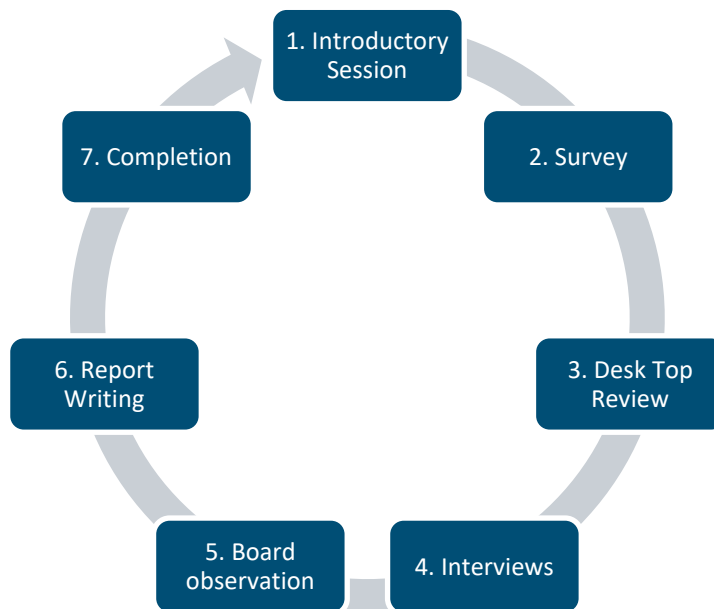 1. Introductory
Session
2. Survey
3. Desk Top
Review
4. Interviews
5. Board
observation
6. Report
Writing
7. Completion